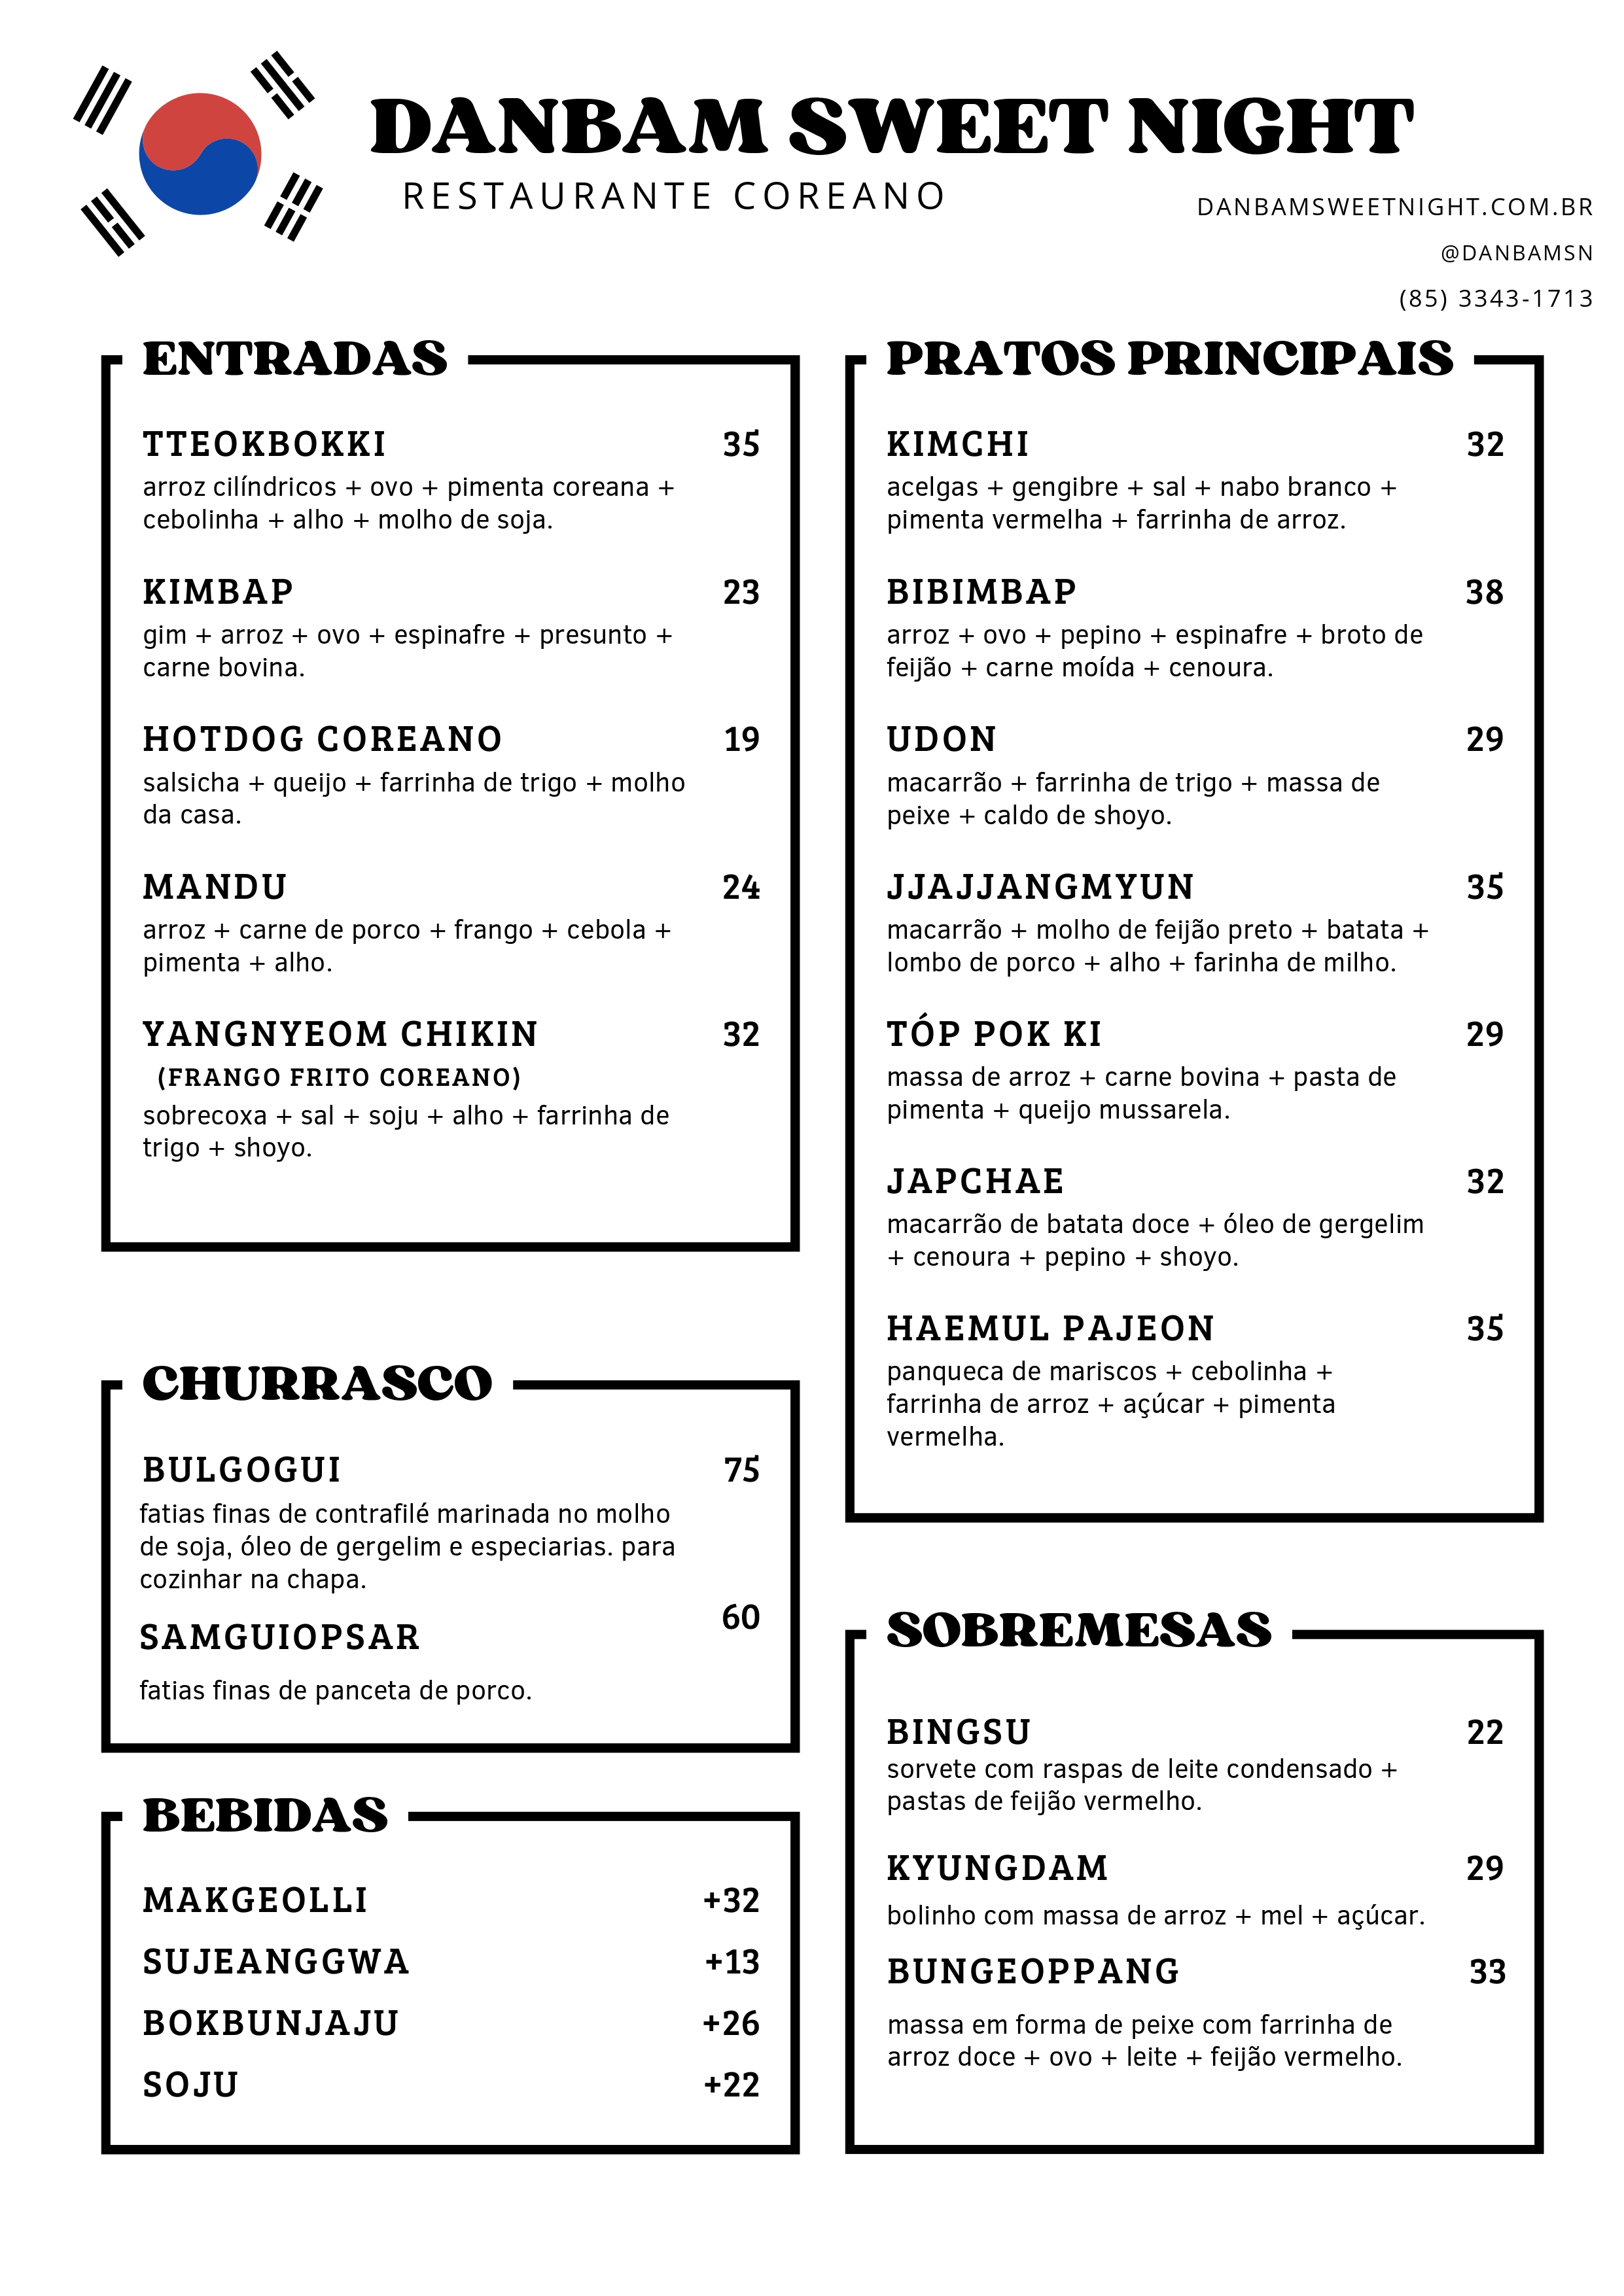 DANBAM SWEET NIGHT
RESTAURANTE COREANO
DANBAMSWEETNIGHT.COM.BR
@DANBAMSN
(85) 3343-1713
ENTRADAS
TTEOKBOKKI 35
arroz cilíndricos + ovo + pimenta coreana +
cebolinha + alho + molho de soja.
KIMBAP 23
gim + arroz + ovo + espinafre + presunto +
carne bovina.
HOTDOG COREANO 19
salsicha + queijo + farrinha de trigo + molho
da casa.
MANDU 24
arroz + carne de porco + frango + cebola +
pimenta + alho.
YANGNYEOM CHIKIN 32
(FRANGO FRITO COREANO)
sobrecoxa + sal + soju + alho + farrinha de
trigo + shoyo.
CHURRASCO
BULGOGUI 75
fatias finas de contrafilé marinada no molho
de soja, óleo de gergelim e especiarias. para
cozinhar na chapa.
SAMGUIOPSAR 60
fatias finas de panceta de porco.
BEBIDAS
MAKGEOLLI +32
SUJEANGGWA +13
BOKBUNJAJU +26
SOJU +22
PRATOS PRINCIPAIS
KIMCHI 32
acelgas + gengibre + sal + nabo branco +
pimenta vermelha + farrinha de arroz.
BIBIMBAP 38
arroz + ovo + pepino + espinafre + broto de
feijão + carne moída + cenoura.
UDON 29
macarrão + farrinha de trigo + massa de
peixe + caldo de shoyo.
JJAJJANGMYUN 35
macarrão + molho de feijão preto + batata +
lombo de porco + alho + farinha de milho.
TÓP POK KI 29
massa de arroz + carne bovina + pasta de
pimenta + queijo mussarela.
JAPCHAE 32
macarrão de batata doce + óleo de gergelim
+ cenoura + pepino + shoyo.
HAEMUL PAJEON 35
panqueca de mariscos + cebolinha +
farrinha de arroz + açúcar + pimenta
vermelha.
SOBREMESAS
BINGSU 22
sorvete com raspas de leite condensado +
pastas de feijão vermelho.
KYUNGDAM 29
bolinho com massa de arroz + mel + açúcar.
BUNGEOPPANG 33
massa em forma de peixe com farrinha de
arroz doce + ovo + leite + feijão vermelho.